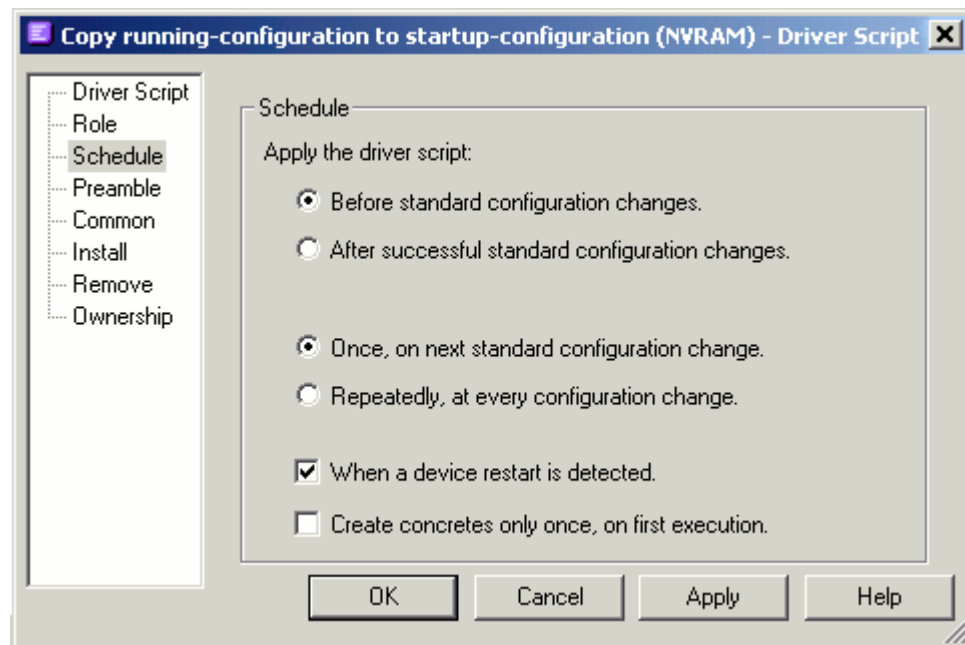 Copy running-configuration to startup-configuration (NVRAM) - Driver Script
Driver Script
Role
Schedule
Preamble
Common
Install
Remove
Ownership
Schedule
Apply the driver script:
Before standard configuration changes.
After successful standard configuration changes.
Once, on next standard configuration change.
Repeatedly, at every configuration change.
When a device restart is detected.
Create concretes only once, on first execution.
OK Cancel Apply Help